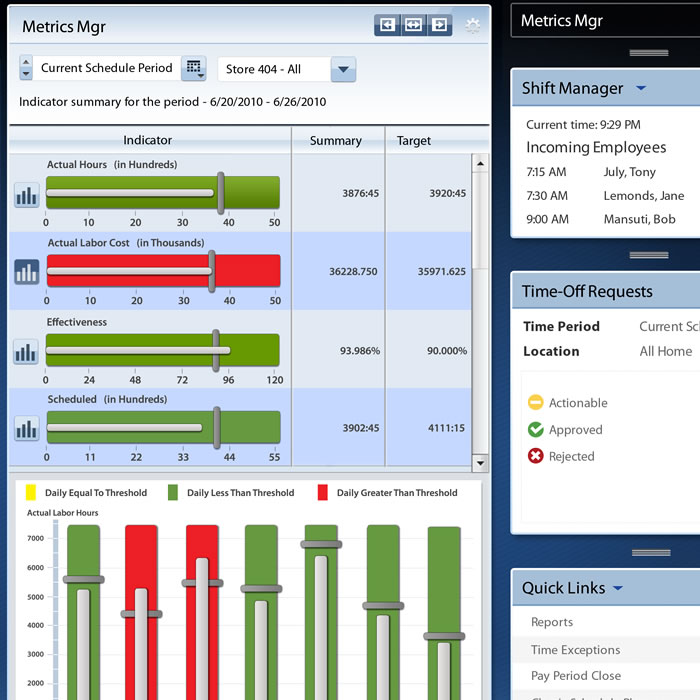 Metrics Mgr
Current Schedule Period
Store 404 - All
Indicator summary for the period - 6/20/2010 - 6/26/2010
Indicator Summary Target
Actual Hours (in Hundreds)
3876:45 3920:45
0 10 20 30 40 50
Actual Labor Cost (in Thousands)
36228.750 35971.625
0 10 20 30 40 50
Effectiveness
93.986% 90.000%
0 24 48 72 96 120
Scheduled (in Hundreds)
3902:45 4111:15
0 11 22 33 44 55
Daily Equal To Threshold Daily Less Than Threshold Daily Greater Than Threshold
Actual Labor Hours
7000
6000
5000
4000
3000
2000
Metrics Mgr
Shift Manager
Current time: 9:29 PM
Incoming Employees
7:15 AM July, Tony
7:30 AM Lemonds, Jane
9:00 AM Mansuti, Bob
Time-Off Requests
Time Period Current Sc
Location All Home
Actionable
Approved
Rejected
Quick Links
Reports
Time Exceptions
Pay Period Close